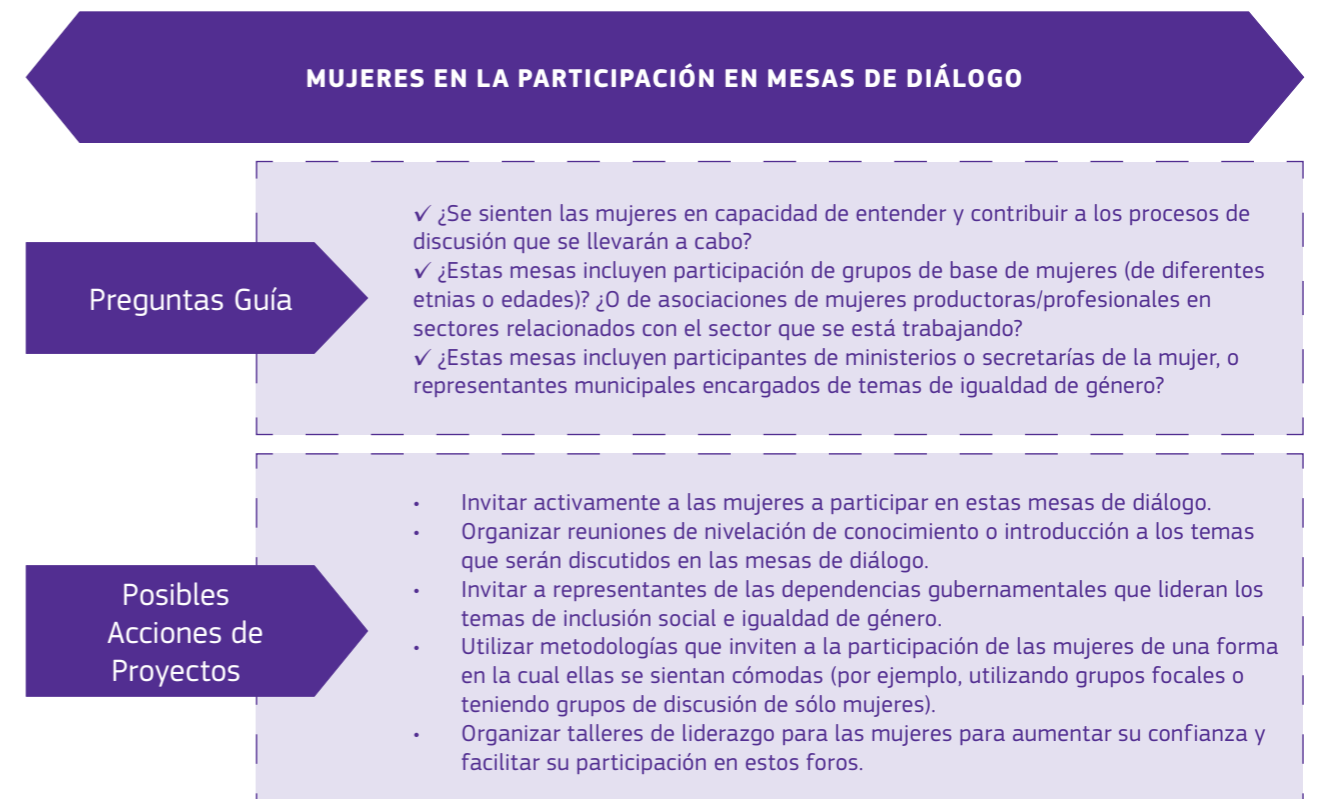 MUJERES EN LA PARTICIPACIÓN EN MESAS DE DIÁLOGO
Preguntas Guía
✓ ¿Se sienten las mujeres en capacidad de entender y contribuir a los procesos de
discusión que se llevarán a cabo?
✓ ¿Estas mesas incluyen participación de grupos de base de mujeres (de diferentes
etnias o edades)? ¿O de asociaciones de mujeres productoras/profesionales en
sectores relacionados con el sector que se está trabajando?
✓ ¿Estas mesas incluyen participantes de ministerios o secretarías de la mujer, o
representantes municipales encargados de temas de igualdad de género?
Posibles
Acciones de
Proyectos
• Invitar activamente a las mujeres a participar en estas mesas de diálogo.
• Organizar reuniones de nivelación de conocimiento o introducción a los temas
que serán discutidos en las mesas de diálogo.
• Invitar a representantes de las dependencias gubernamentales que lideran los
temas de inclusión social e igualdad de género.
• Utilizar metodologías que inviten a la participación de las mujeres de una forma
en la cual ellas se sientan cómodas (por ejemplo, utilizando grupos focales o
teniendo grupos de discusión de sólo mujeres).
• Organizar talleres de liderazgo para las mujeres para aumentar su confianza y
facilitar su participación en estos foros.